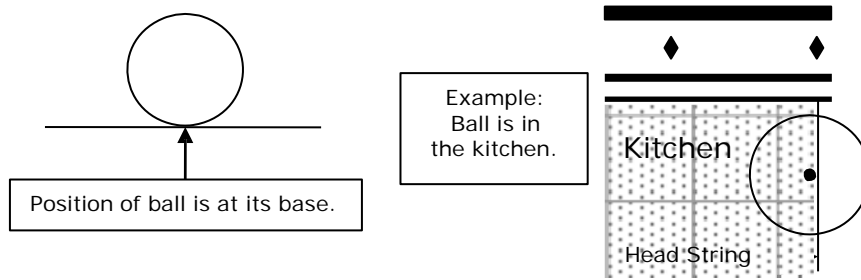 Position of ball is at its base.
Example:
Ball is in
the kitchen.
Kitchen
Head String